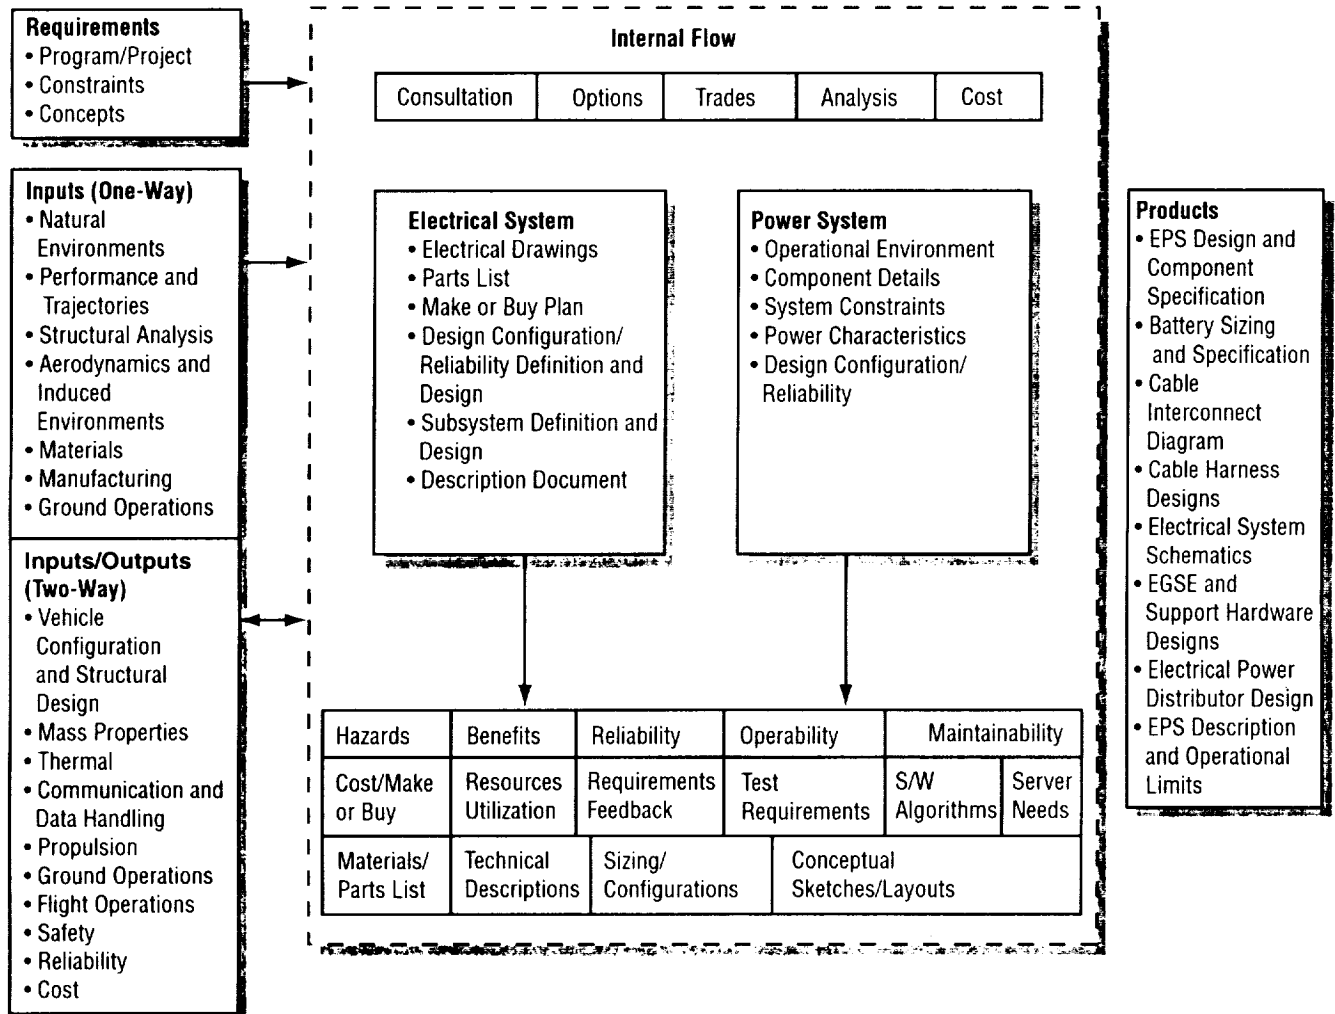 Requirements
• Program/Project
• Constraints
• Concepts
Inputs (One-Way)
• Natural
Environments
• Performance and
Trajectories
• Structural Analysis
• Aerodynamics and
Induced
Environments
• Materials
• Manufacturing
• Ground Operations
Inputs/Outputs
(Two-Way)
• Vehicle
Configuration
and Structural
Design
• Mass Properties
• Thermal
• Communication and
Data Handling
• Propulsion
• Ground Operations
• Flight Operations
• Safety
• Reliability
• Cost
Internal Flow
Consultation Options Trades Analysis Cost
Electrical System
• Electrical Drawings
• Parts List
• Make or Buy Plan
• Design Configuration/
Reliability Definition and
Design
• Subsystem Definition and
Design
• Description Document
Power System
• Operational Environment
• Component Details
• System Constraints
• Power Characteristics
• Design Configuration/
Reliability
Hazards Benefits Reliability Operability Maintainability
Cost/Make Resources Requirements Test S/W Server
or Buy Utilization Feedback Requirements Algorithms Needs
Materials/ Technical Sizing/ Conceptual
Parts List Descriptions Configurations Sketches/Layouts
Products
• EPS Design and
Component
Specification
• Battery Sizing
and Specification
• Cable
Interconnect
Diagram
• Cable Harness
Designs
• Electrical System
Schematics
• EGSE and
Support Hardware
Designs
• Electrical Power
Distributor Design
• EPS Description
and Operational
Limits